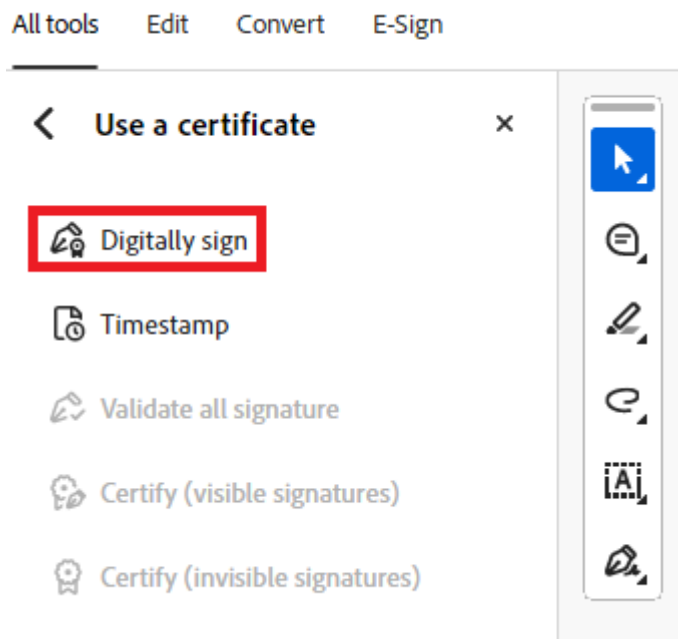 All tools Edit Convert E-Sign
Use a certificate
Digitally sign
Timestamp
Validate all signature
Certify (visible signatures)
Certify (invisible signatures)
A